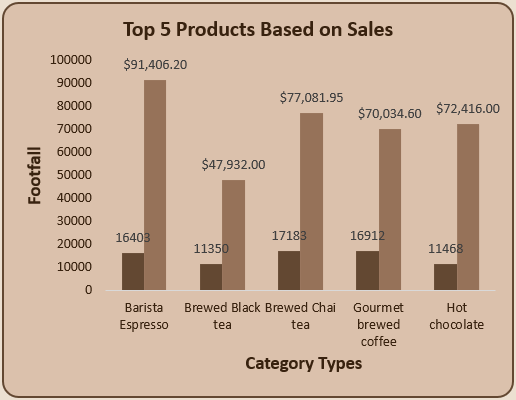 Top 5 Products Based on Sales
100000
90000
80000
70000
60000
50000
40000
30000
20000
10000
0
Footfall
$91,406.20
$47,932.00
$77,081.95
$70,034.60
$72,416.00
16403
11350
17183
16912
11468
Barista
Espresso
Brewed Black
tea
Brewed Chai
tea
Gourmet
brewed
coffee
Hot
chocolate
Category Types